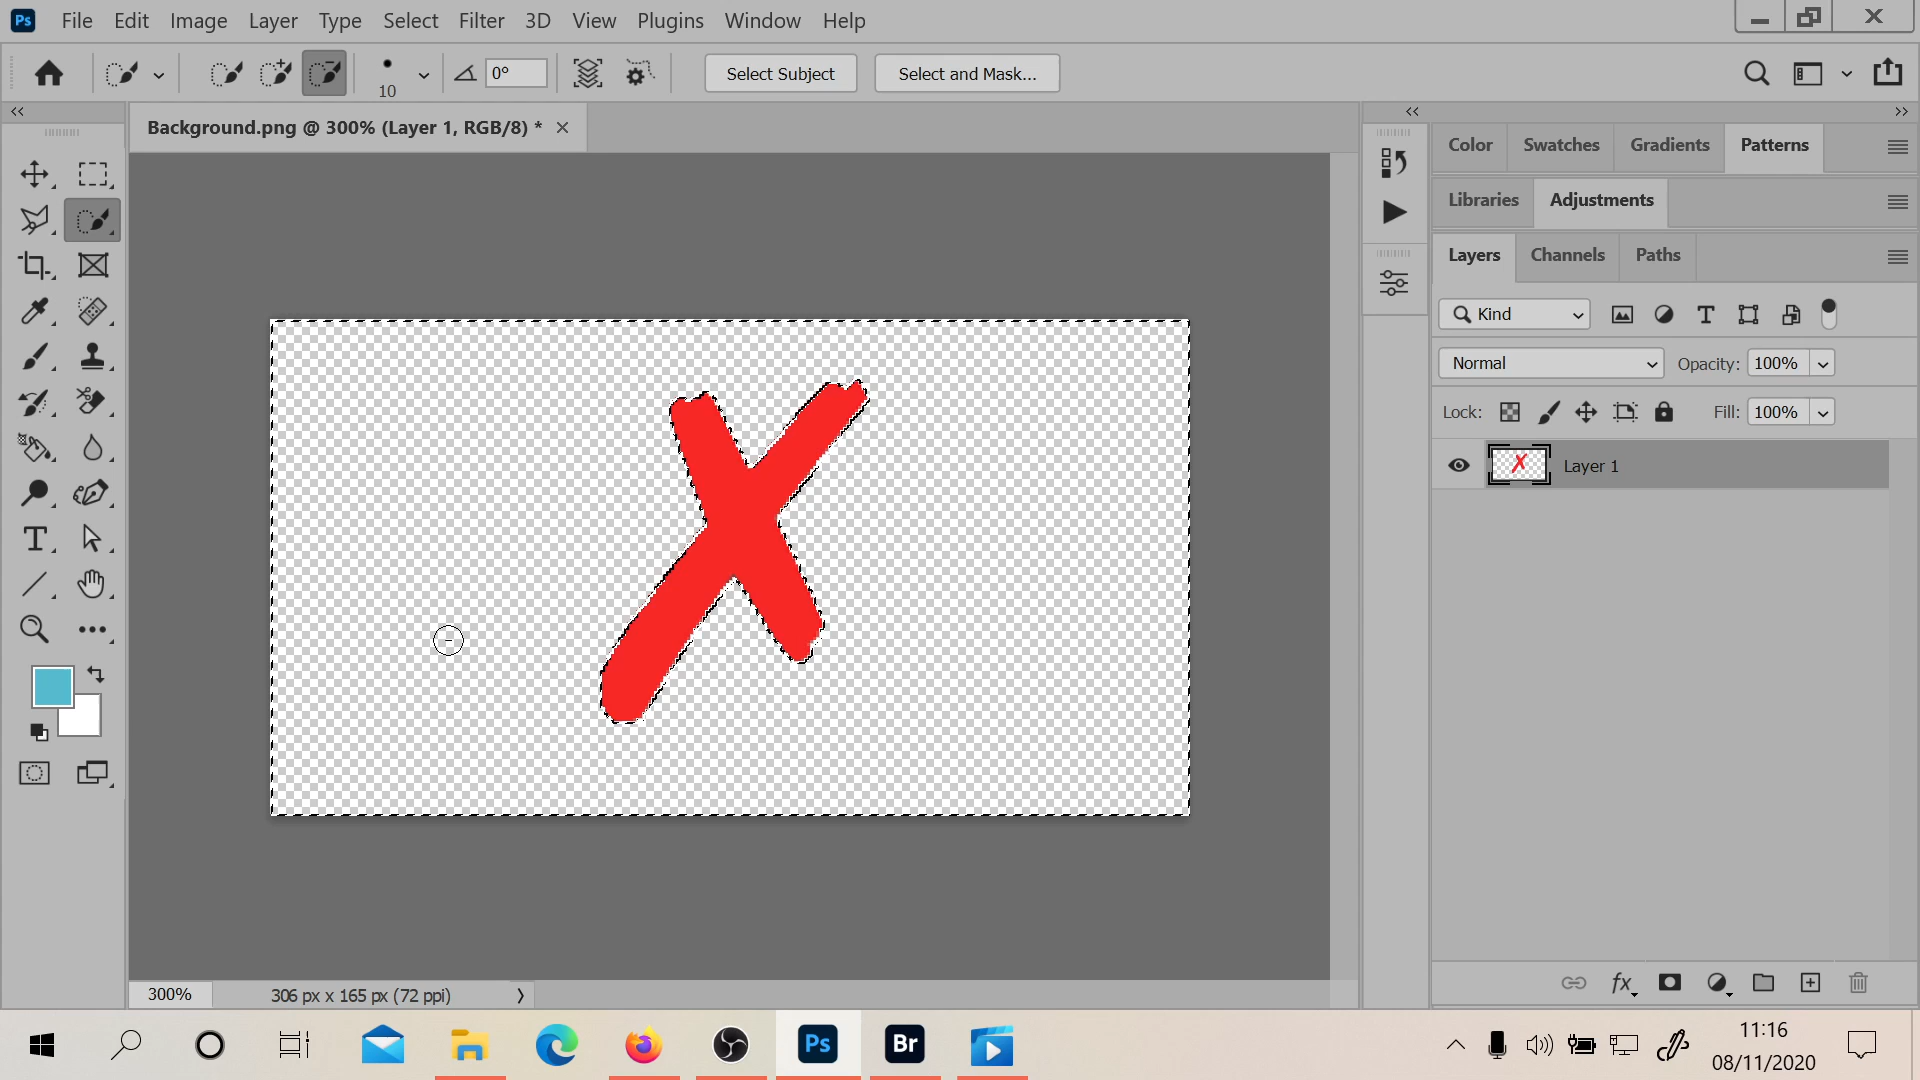 Ps File Edit Image Layer Type Select Filter 3D View Plugins Window Help
10
0°
Select Subject
Select and Mask...
Background.png @ 300% (Layer 1, RGB/8) *
Color Swatches Gradients Patterns
Libraries Adjustments
Layers Channels Paths
Kind
Normal
Opacity: 100%
Lock:
Fill: 100%
Layer 1
fx
300%
306 px x 165 px (72 ppi)
Ps
Br
11:16
08/11/2020